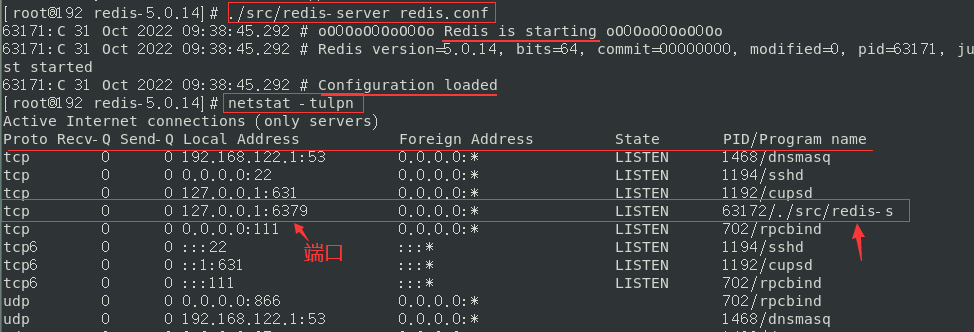 [root@192 redis-5.0.14]# ./src/redis-server redis.conf
63171:C 31 Oct 2022 09:38:45.292 # oO0OoO0OoO0Oo Redis is starting oO0OoO0OoO0Oo
63171:C 31 Oct 2022 09:38:45.292 # Redis version=5.0.14, bits=64, commit=00000000, modified=0, pid=63171, ju
st started
63171:C 31 Oct 2022 09:38:45.292 # Configuration loaded
[root@192 redis-5.0.14]# netstat -tulpn
Active Internet connections (only servers)
Proto Recv-Q Send-Q Local Address Foreign Address State PID/Program name
tcp 0 0 192.168.122.1:53 0.0.0.0:* LISTEN 1468/dnsmasq
tcp 0 0 0.0.0.0:22 0.0.0.0:* LISTEN 1194/sshd
tcp 0 0 127.0.0.1:631 0.0.0.0:* LISTEN 1192/cupsd
tcp 0 0 127.0.0.1:6379 0.0.0.0:* LISTEN 63172/./src/redis-s
tcp 0 0 0.0.0.0:111 0.0.0.0:* LISTEN 702/rpcbind
tcp6 0 0 :::22 :::* LISTEN 1194/sshd
端口
tcp6 0 0 ::1:631 :::* LISTEN 1192/cupsd
tcp6 0 0 :::111 :::* LISTEN 702/rpcbind
udp 0 0 0.0.0.0:866 0.0.0.0:* 702/rpcbind
udp 0 0 192.168.122.1:53 0.0.0.0:* 1468/dnsmasq